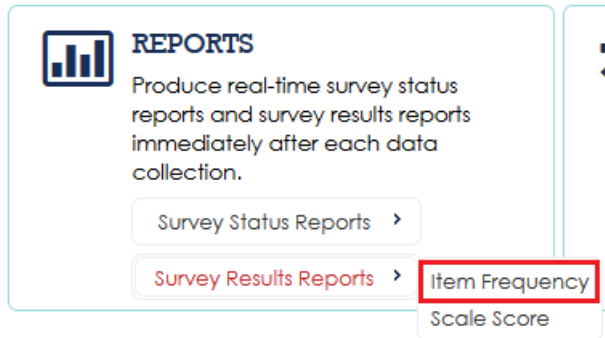 REPORTS
Produce real-time survey status
reports and survey results reports
immediately after each data
collection.
Survey Status Reports >
Survey Results Reports >
Item Frequency
Scale Score